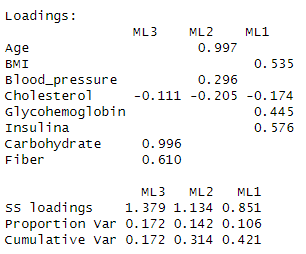 Loadings:
ML3 ML2 ML1
Age 0.997
BMI 0.535
Blood_pressure 0.296
Cholesterol -0.111 -0.205 -0.174
Glycohemoglobin 0.445
Insulina 0.576
Carbohydrate 0.996
Fiber 0.610
ML3 ML2 ML1
SS loadings 1.379 1.134 0.851
Proportion Var 0.172 0.142 0.106
Cumulative Var 0.172 0.314 0.421